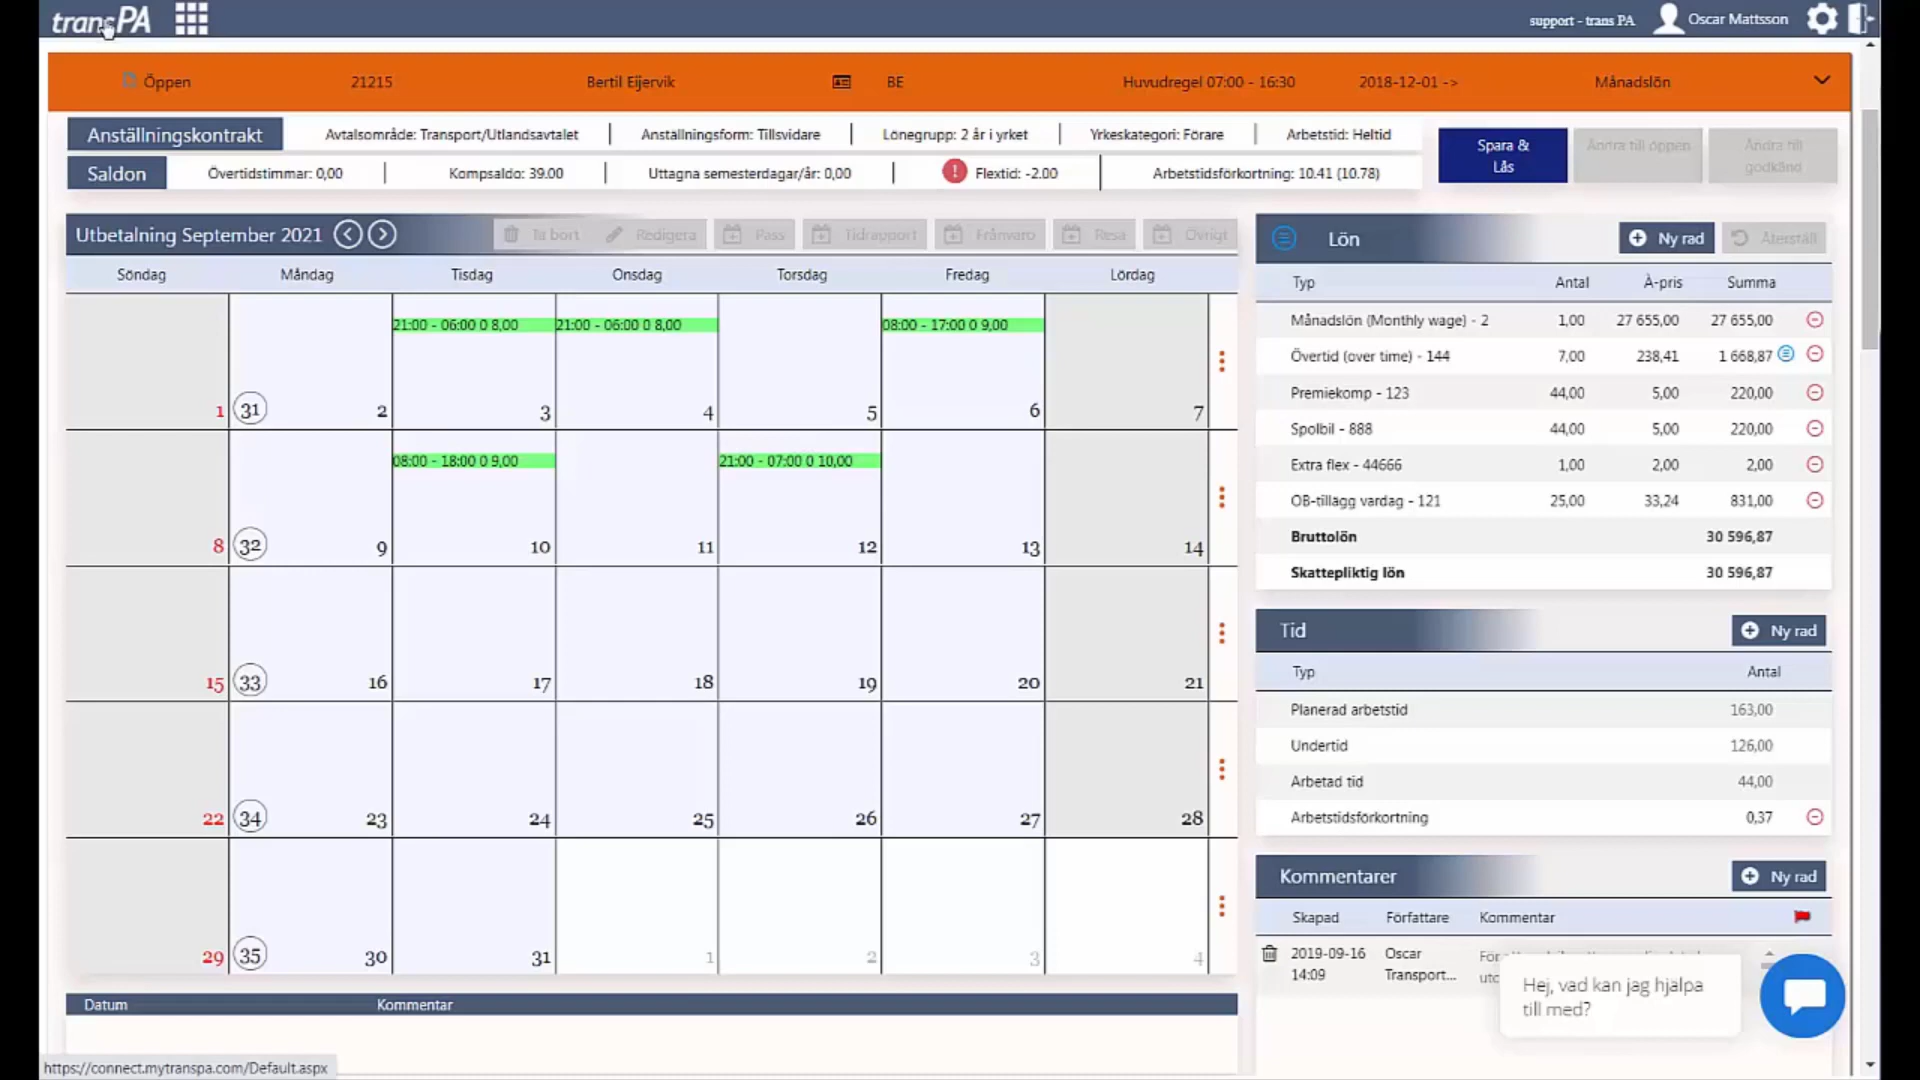 transPA
support - trans PA
Oscar Mattsson
Öppen 21215 Bertil Eijervik BE Huvudregel 07:00 - 16:30 2018-12-01 -> Månadslön
Anställningskontrakt Avtalsområde: Transport/Utlandsavtalet Anställningsform: Tillsvidare Lönegrupp: 2 år i yrket Yrkeskategori: Förare Arbetstid: Heltid
Saldon Övertidstimmar: 0,00 Kompsaldo: 39.00 Uttagna semesterdagar/år: 0,00 Flextid: -2.00 Arbetstidsförkortning: 10.41 (10.78)
Spara &
Lås
Ändra till öppen
Ändra till
godkänd
Utbetalning September 2021
Ta bort Redigera Pass Tidrapport Frånvaro Resa Övrigt
Söndag Måndag Tisdag Onsdag Torsdag Fredag Lördag
21:00 - 06:00 0 8,00 21:00 - 06:00 0 8,00 08:00 - 17:00 0 9,00
1 31 2 3 4 5 6 7
08:00 - 18:00 0 9,00 21:00 - 07:00 0 10,00
8 32 9 10 11 12 13 14
15 33 16 17 18 19 20 21
22 34 23 24 25 26 27 28
29 35 30 31 1 2 3 4
Datum Kommentar
Lön Ny rad Återställ
Typ Antal À-pris Summa
Månadslön (Monthly wage) - 2 1,00 27 655,00 27 655,00
Övertid (over time) - 144 7,00 238,41 1 668,87
Premiekomp - 123 44,00 5,00 220,00
Spolbil - 888 44,00 5,00 220,00
Extra flex - 44666 1,00 2,00 2,00
OB-tillägg vardag - 121 25,00 33,24 831,00
Bruttolön 30 596,87
Skattepliktig lön 30 596,87
Tid Ny rad
Typ Antal
Planerad arbetstid 163,00
Undertid 126,00
Arbetad tid 44,00
Arbetstidsförkortning 0,37
Kommentarer Ny rad
Skapad Författare Kommentar
2019-09-16 Oscar
14:09 Transport...
Hej, vad kan jag hjälpa
till med?
https://connect.mytranspa.com/Default.aspx